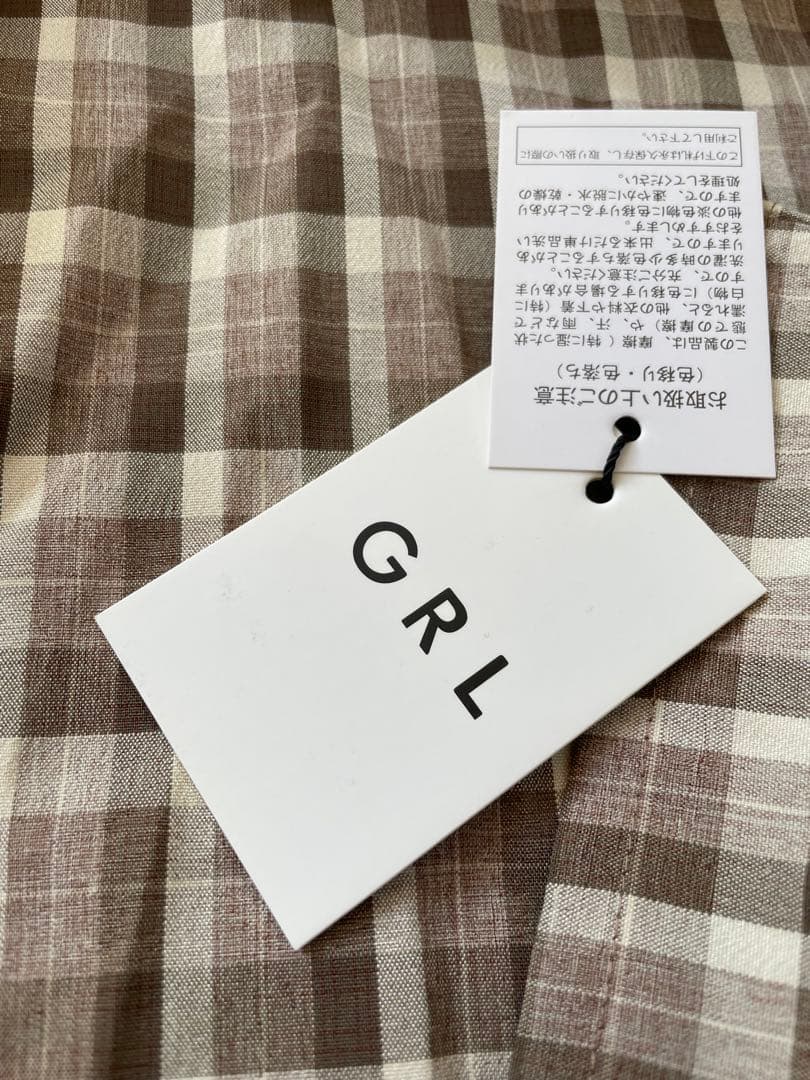 GRL
お取扱い上のご注意
（色移り・色落ち）
この製品は、摩擦（特に湿った状
態での摩擦）や、汗、雨などで
濡れると、他の衣料や下着（特に
白物）に色移りする場合がありま
すので、充分ご注意ください。
洗濯の時多少色落ちすることがあ
りますので、出来るだけ単品洗い
をおすすめします。
他の淡色物に色移りすることがあり
ますので、速やかに脱水・乾燥の
処理をしてください。
この下げ札は永久保存し、取り扱いの際に
ご利用して下さい。